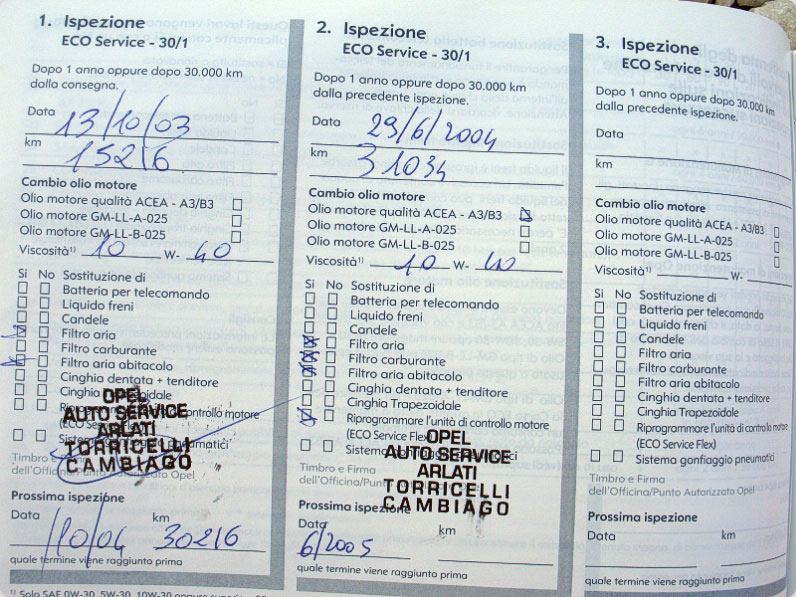 1. Ispezione
ECO Service - 30/1
Dopo 1 anno oppure dopo 30.000 km
dalla consegna.
Data 13/10/03
km 15216
Cambio olio motore
Olio motore qualità ACEA - A3/B3
Olio motore GM-LL-A-025
Olio motore GM-LL-B-025
Viscosità¹⁾ 10 W- 40
Si No Sostituzione di
Batteria per telecomando
Liquido freni
Candele
Filtro aria
Filtro carburante
Filtro aria abitacolo
Cinghia dentata + tenditore
Cinghia
controllo motore
(ECO Service
Timbro e
dell'Officina
Autorizzato Opel
OPEL
AUTO SERVICE
ARLATI
TORRICELLI
CAMBIAGO
Prossima ispezione
Data 10/04 km 30216
quale termine viene raggiunto prima
2. Ispezione
ECO Service - 30/1
Dopo 1 anno oppure dopo 30.000 km
dalla precedente ispezione.
Data 29/6/2004
km 31034
Cambio olio motore
Olio motore qualità ACEA - A3/B3
Olio motore GM-LL-A-025
Olio motore GM-LL-B-025
Viscosità¹⁾ 10 W- 40
Si No Sostituzione di
Batteria per telecomando
Liquido freni
Candele
Filtro aria
Filtro carburante
Filtro aria abitacolo
Cinghia dentata + tenditore
Cinghia Trapezoidale
Riprogrammare l'unità di controllo motore
(ECO Service Flex)
Sistema
Timbro e Firma
dell'Officina/Punto
OPEL
AUTO SERVICE
ARLATI
TORRICELLI
CAMBIAGO
Prossima ispezione
Data 6/2005 km
quale termine viene raggiunto prima
3. Ispezione
ECO Service - 30/1
Dopo 1 anno oppure dopo 30.000 km
dalla precedente ispezione.
Data
km
Cambio olio motore
Olio motore qualità ACEA - A3/B3
Olio motore GM-LL-A-025
Olio motore GM-LL-B-025
Viscosità¹⁾ W-
Si No Sostituzione di
Batteria per telecomando
Liquido freni
Candele
Filtro aria
Filtro carburante
Filtro aria abitacolo
Cinghia dentata + tenditore
Cinghia Trapezoidale
Riprogrammare l'unità di controllo motore
(ECO Service Flex)
Sistema gonfiaggio pneumatici
Timbro e Firma
dell'Officina/Punto Autorizzato Opel
Prossima ispezione
Data km
quale termine viene raggiunto prima